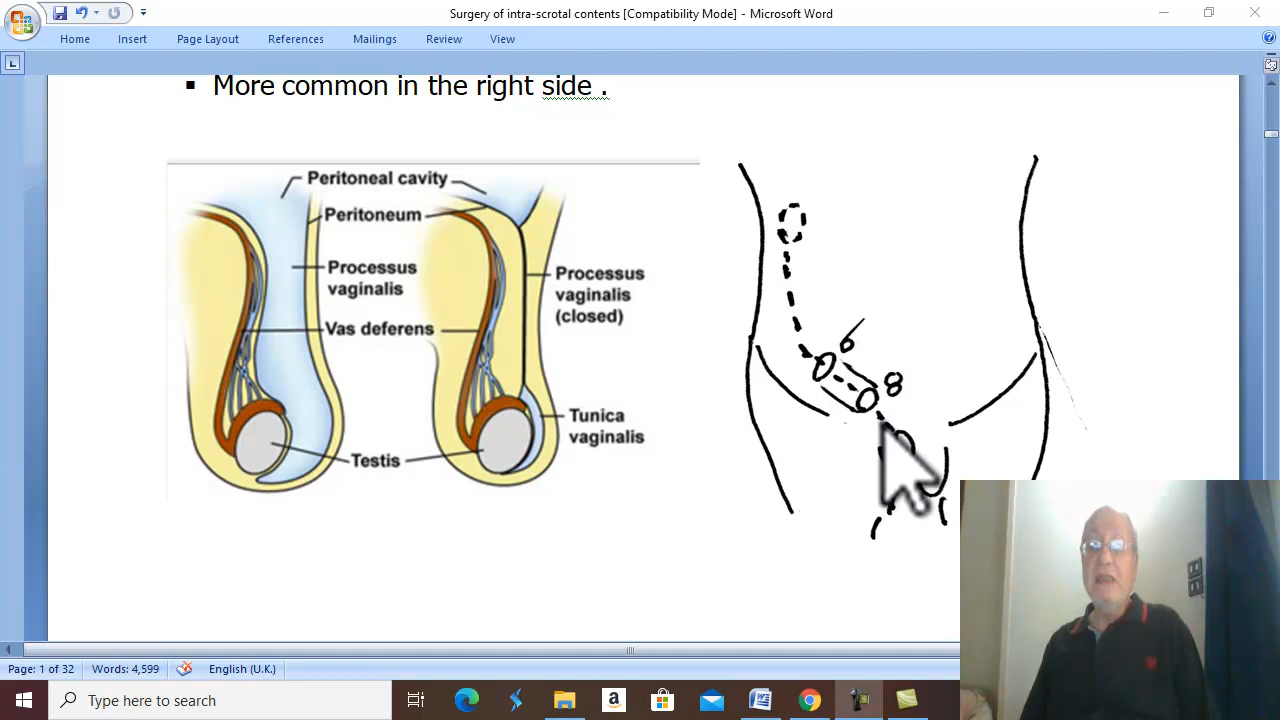 Surgery of intra-scrotal contents [Compatibility Mode] - Microsoft Word
Home Insert Page Layout References Mailings Review View
▪ More common in the right side .
Peritoneal cavity
Peritoneum
Processus
vaginalis
Vas deferens
Testis
Processus
vaginalis
(closed)
Tunica
vaginalis
6
8
Page: 1 of 32 Words: 4,599 English (U.K.)
Type here to search